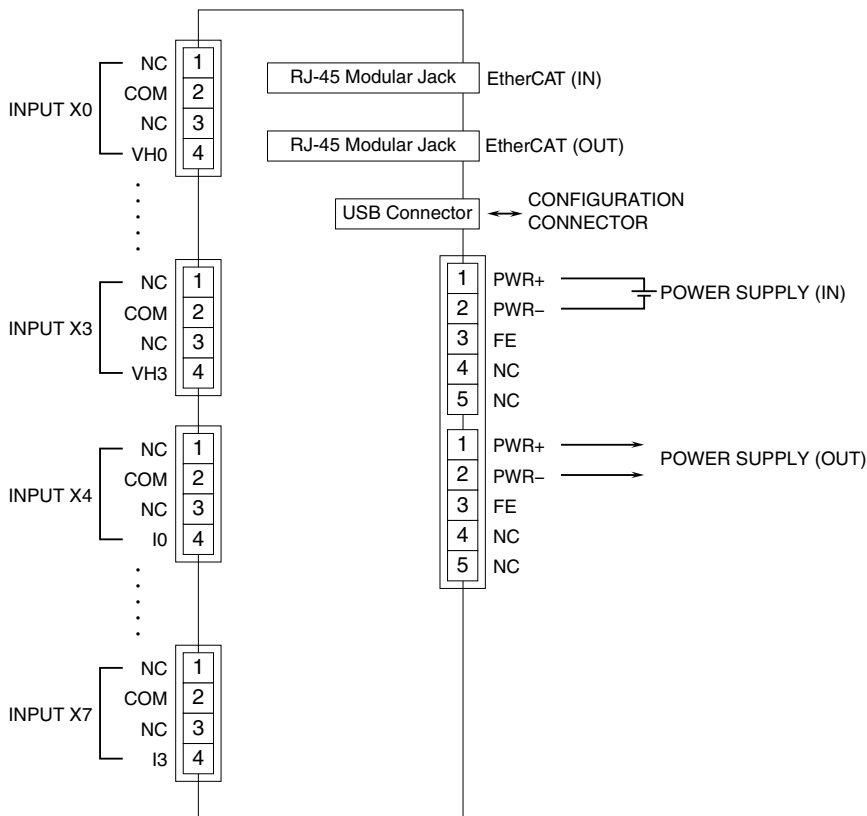 NC 1
COM 2
NC 3
VH0 4
INPUT X0
NC 1
COM 2
NC 3
VH3 4
INPUT X3
NC 1
COM 2
NC 3
I0 4
INPUT X4
NC 1
COM 2
NC 3
I3 4
INPUT X7
RJ-45 Modular Jack EtherCAT (IN)
RJ-45 Modular Jack EtherCAT (OUT)
USB Connector
CONFIGURATION
CONNECTOR
1 PWR+
2 PWR–
3 FE
4 NC
5 NC
POWER SUPPLY (IN)
1 PWR+
2 PWR–
3 FE
4 NC
5 NC
POWER SUPPLY (OUT)